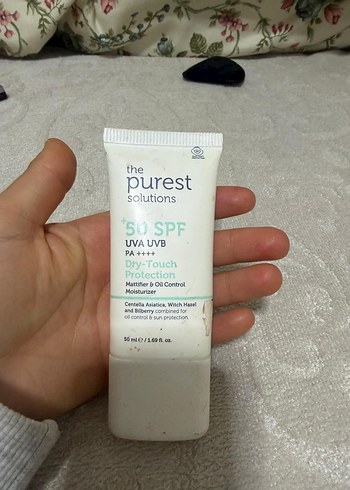 the
purest
solutions
+50 SPF
UVA UVB
PA ++++
Dry-Touch
Protection
Mattifier & Oil Control
Moisturizer
Centella Asiatica, Witch Hazel
and Bilberry combined for
oil control & sun protection.
50 ml ℮ / 1.69 fl. oz.